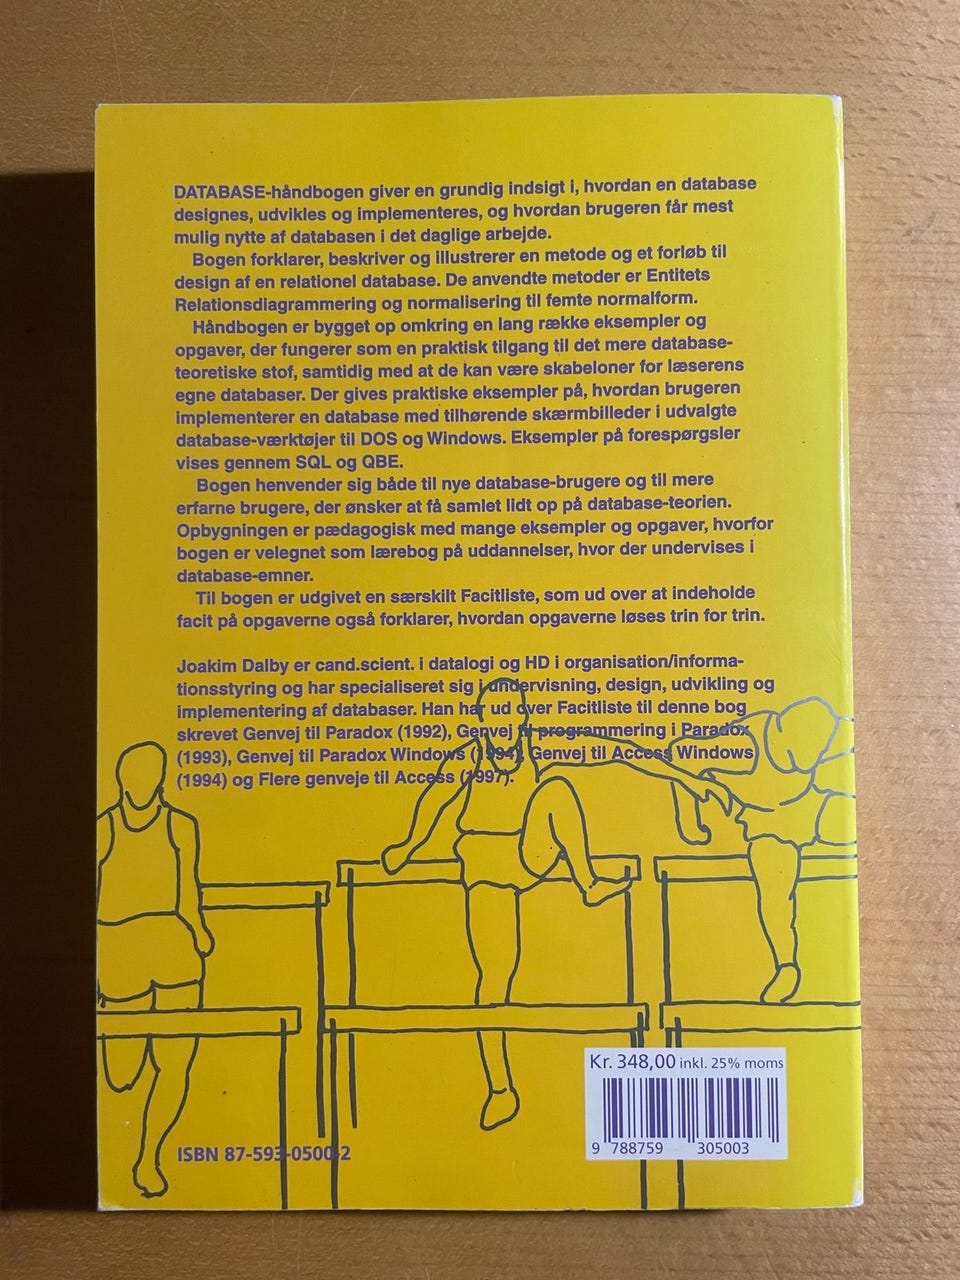 DATABASE-håndbogen giver en grundig indsigt i, hvordan en database
designes, udvikles og implementeres, og hvordan brugeren får mest
mulig nytte af databasen i det daglige arbejde.
Bogen forklarer, beskriver og illustrerer en metode og et forløb til
design af en relationel database. De anvendte metoder er Entitets
Relationsdiagrammering og normalisering til femte normalform.
Håndbogen er bygget op omkring en lang række eksempler og
opgaver, der fungerer som en praktisk tilgang til det mere database-
teoretiske stof, samtidig med at de kan være skabeloner for læserens
egne databaser. Der gives praktiske eksempler på, hvordan brugeren
implementerer en database med tilhørende skærmbilleder i udvalgte
database-værktøjer til DOS og Windows. Eksempler på forespørgsler
vises gennem SQL og QBE.
Bogen henvender sig både til nye database-brugere og til mere
erfarne brugere, der ønsker at få samlet lidt op på database-teorien.
Opbygningen er pædagogisk med mange eksempler og opgaver, hvorfor
bogen er velegnet som lærebog på uddannelser, hvor der undervises i
database-emner.
Til bogen er udgivet en særskilt Facitliste, som ud over at indeholde
facit på opgaverne også forklarer, hvordan opgaverne løses trin for trin.
Joakim Dalby er cand.scient. i datalogi og HD i organisation/informa-
tionsstyring og har specialiseret sig i undervisning, design, udvikling og
implementering af databaser. Han har ud over Facitliste til denne bog
skrevet Genvej til Paradox (1992), Genvej til programmering i Paradox
(1993), Genvej til Paradox Windows (1994), Genvej til Access Windows
(1994) og Flere genveje til Access (1997).
Kr. 348,00 inkl. 25% moms
9 788759 305003
ISBN 87-593-0500-2